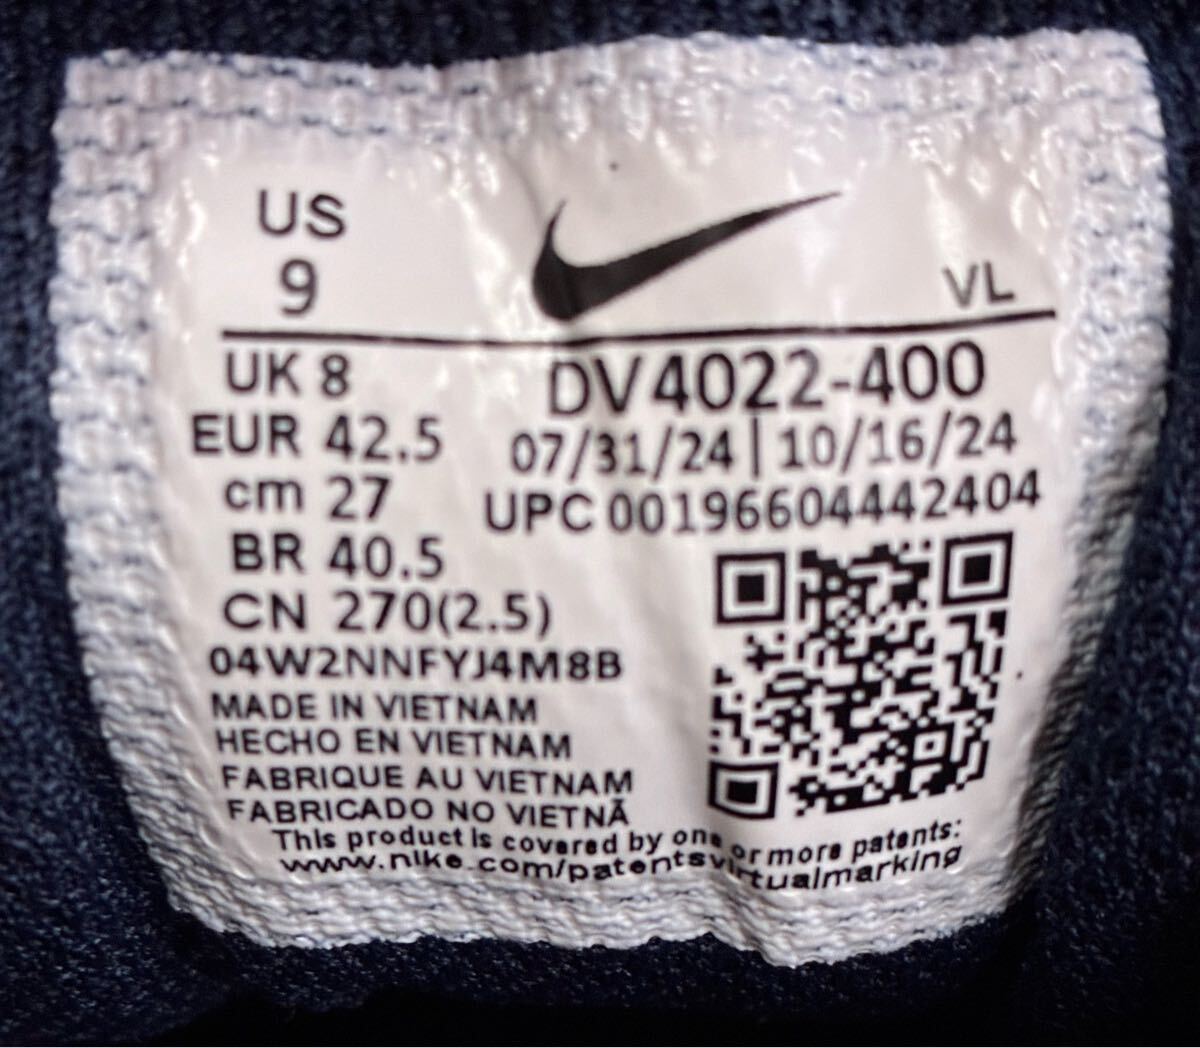 US
9
VL
UK 8
EUR 42.5
cm 27
BR 40.5
CN 270(2.5)
DV4022-400
07/31/24|10/16/24
UPC 00196604442404
04W2NNFYJ4M8B
MADE IN VIETNAM
HECHO EN VIETNAM
FABRIQUE AU VIETNAM
FABRICADO NO VIETNÃ
This product is covered by one or more patents:
www.nike.com/patentsvirtualmarking